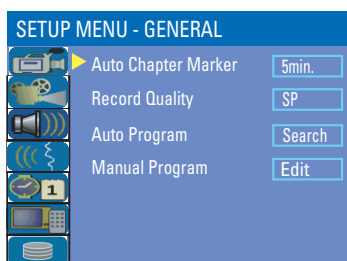 SETUP MENU - GENERAL
Auto Chapter Marker 5min.
Record Quality SP
Auto Program Search
Manual Program Edit
1